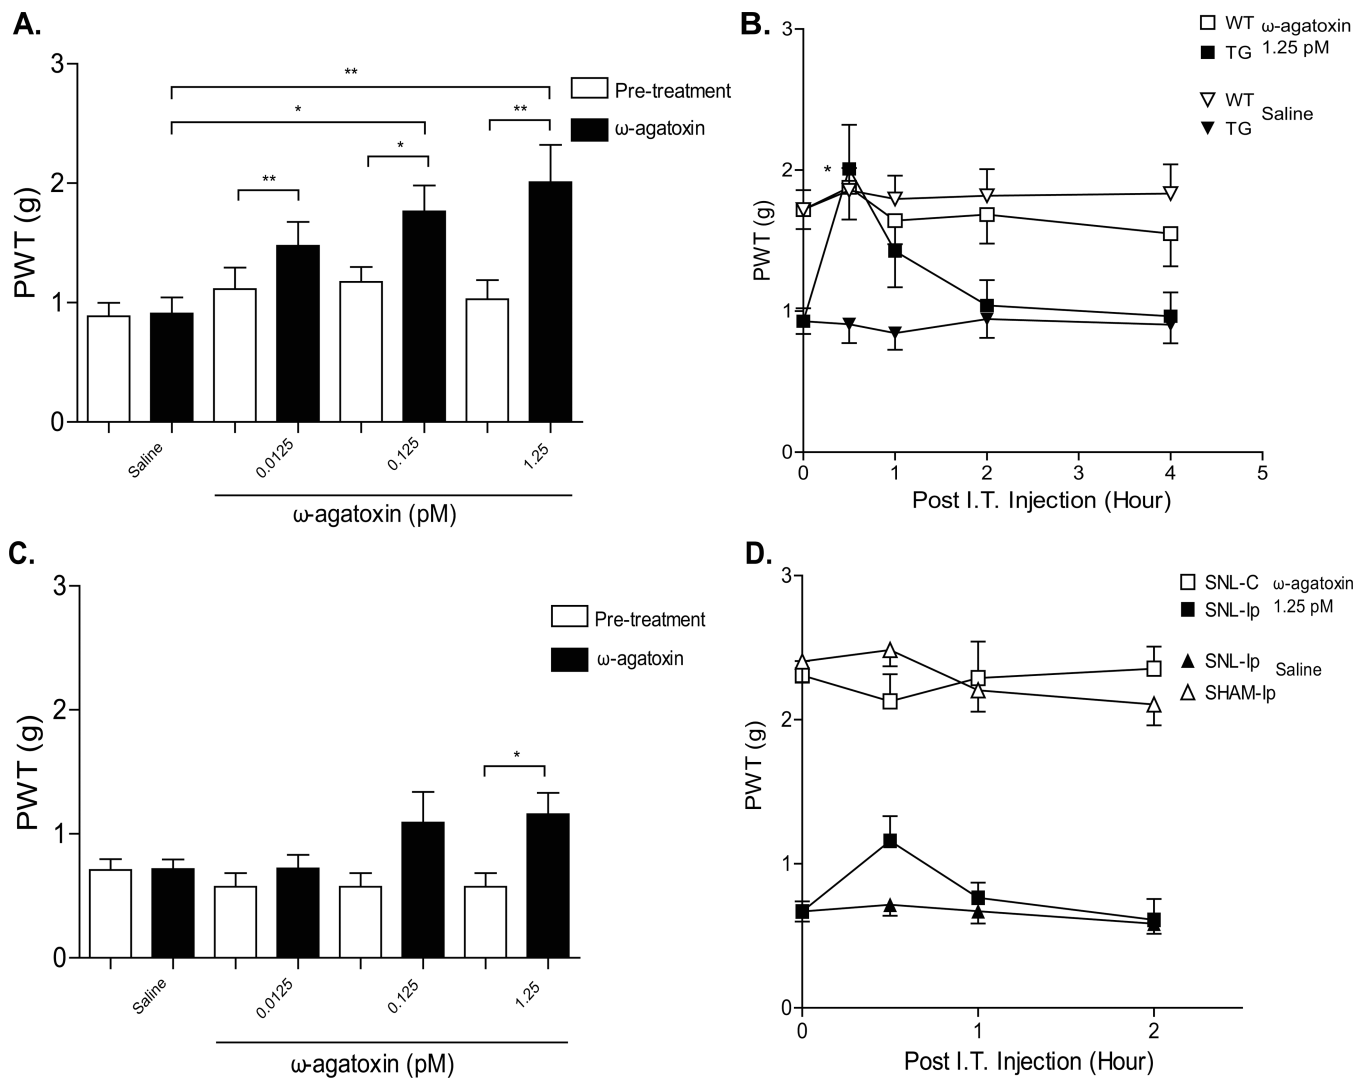 A.
3
2
1
0
PWT (g)
**
*
**
*
**
Pre-treatment
ω-agatoxin
Saline
0.0125
0.125
1.25
ω-agatoxin (pM)
B.
3
2
1
0
PWT (g)
*
WT ω-agatoxin
TG 1.25 pM
WT
TG Saline
0 1 2 3 4 5
Post I.T. Injection (Hour)
C.
3
2
1
0
PWT (g)
*
Pre-treatment
ω-agatoxin
Saline
0.0125
0.125
1.25
ω-agatoxin (pM)
D.
3
2
1
0
PWT (g)
SNL-C ω-agatoxin
SNL-Ip 1.25 pM
SNL-Ip Saline
SHAM-Ip
0 1 2
Post I.T. Injection (Hour)